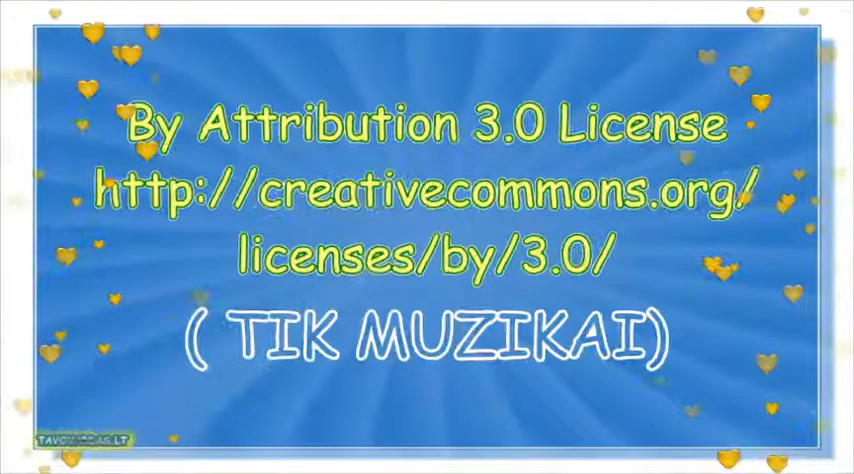 By Attribution 3.0 License
http://creativecommons.org/
licenses/by/3.0/
( TIK MUZIKAI)